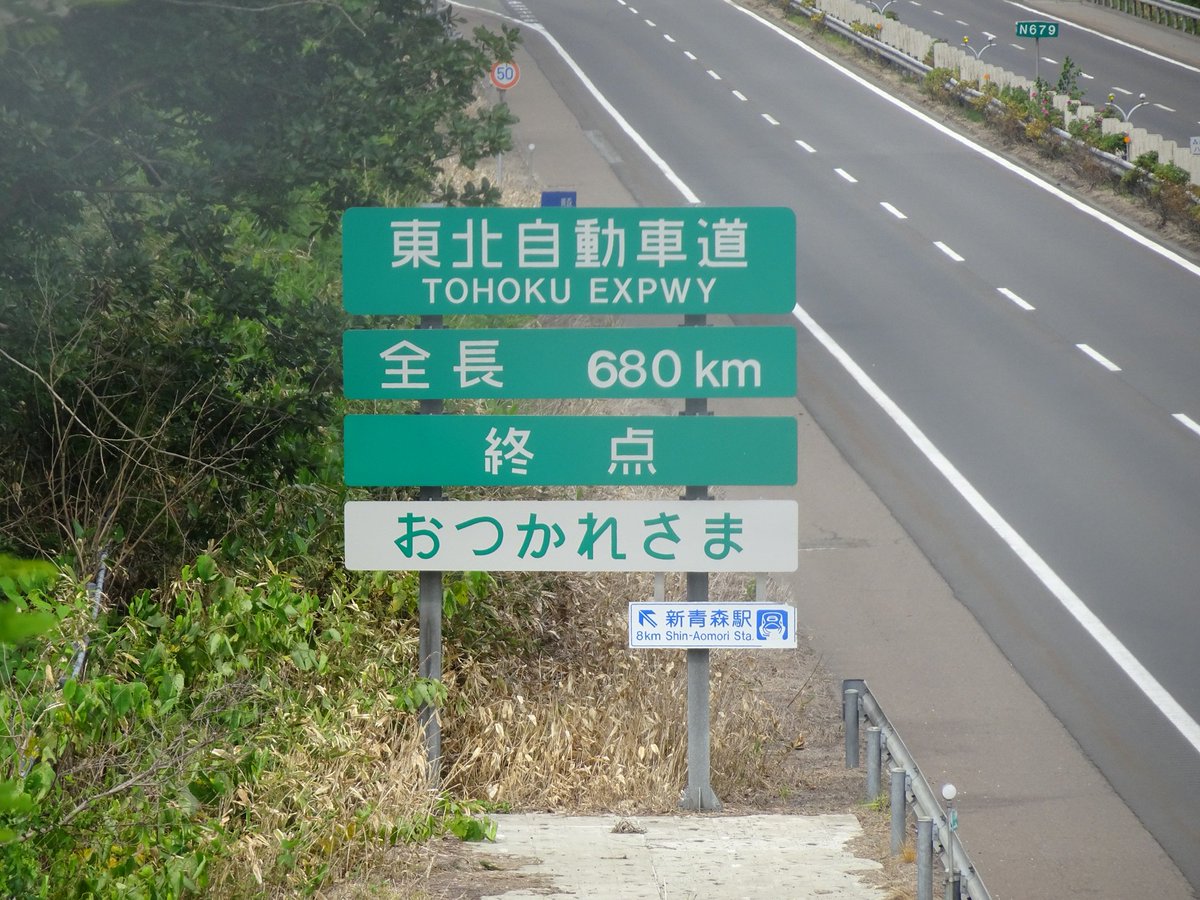 N679
50
東北自動車道
TOHOKU EXPWY
全長 680 km
終点
おつかれさま
新青森駅
8km Shin-Aomori Sta.